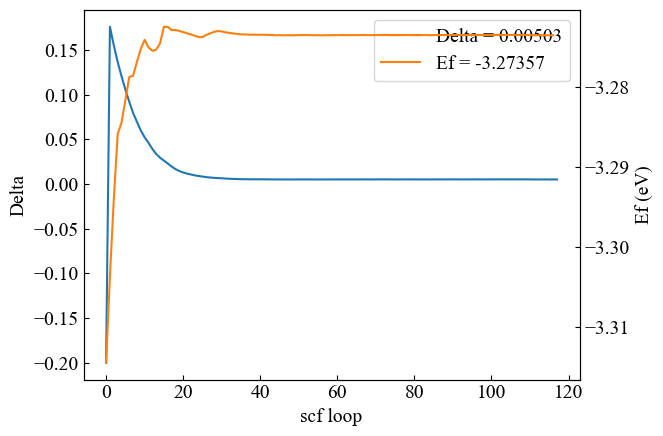 Delta = 0.00503
Ef = -3.27357
0.15
0.10
0.05
0.00
−0.05
−0.10
−0.15
−0.20
Delta
−3.28
−3.29
−3.30
−3.31
Ef (eV)
0 20 40 60 80 100 120
scf loop